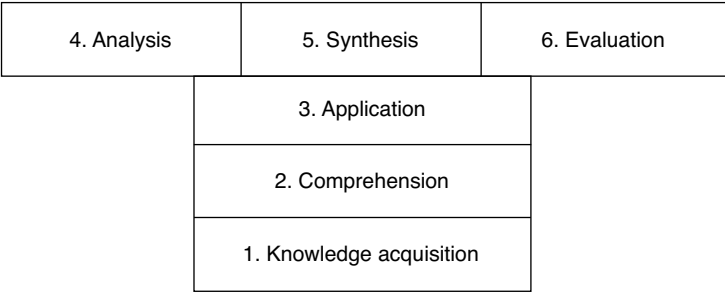 4. Analysis
5. Synthesis
6. Evaluation
3. Application
2. Comprehension
1. Knowledge acquisition